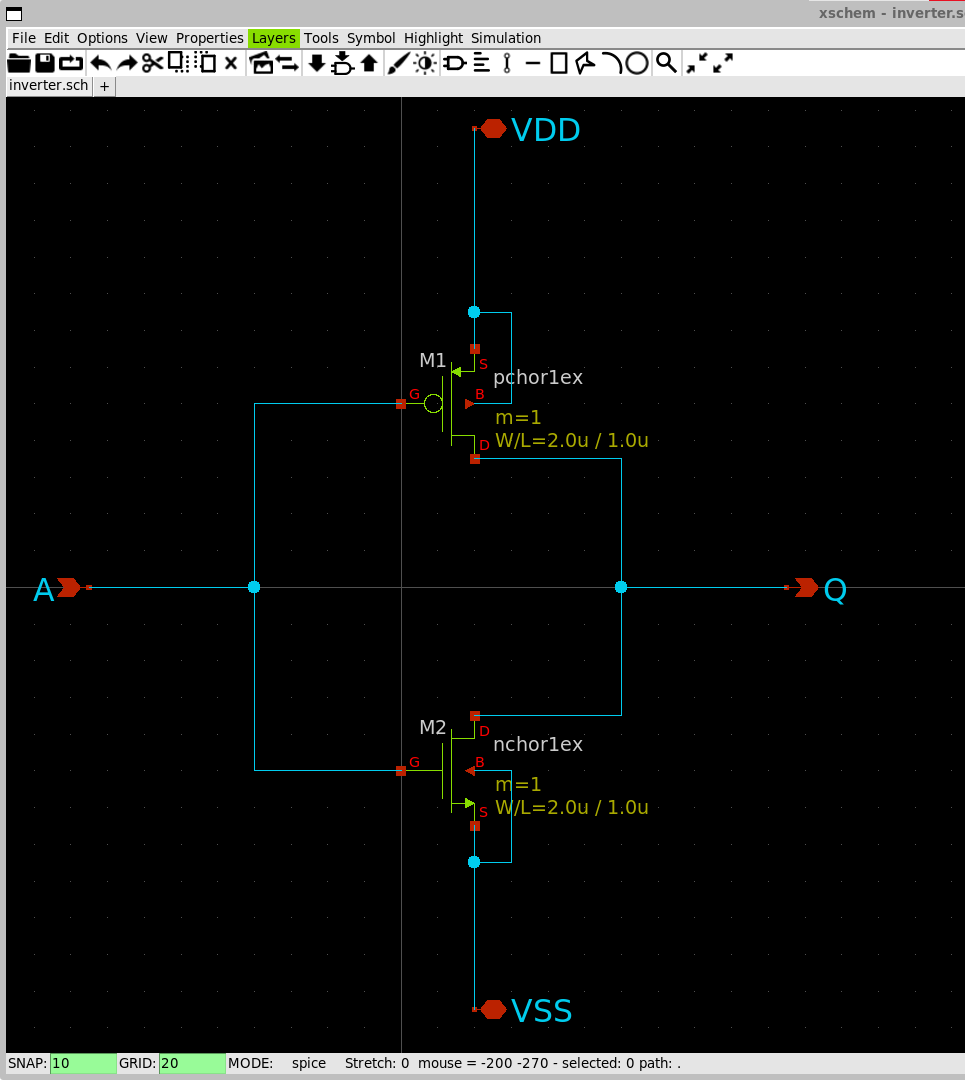 xschem - inverter.s
File Edit Options View Properties Layers Tools Symbol Highlight Simulation
inverter.sch +
VDD
M1
S
pchor1ex
G
B
m=1
W/L=2.0u / 1.0u
D
A
Q
M2
D
nchor1ex
G
B
m=1
W/L=2.0u / 1.0u
S
VSS
SNAP: 10 GRID: 20 MODE: spice Stretch: 0 mouse = -200 -270 - selected: 0 path: .